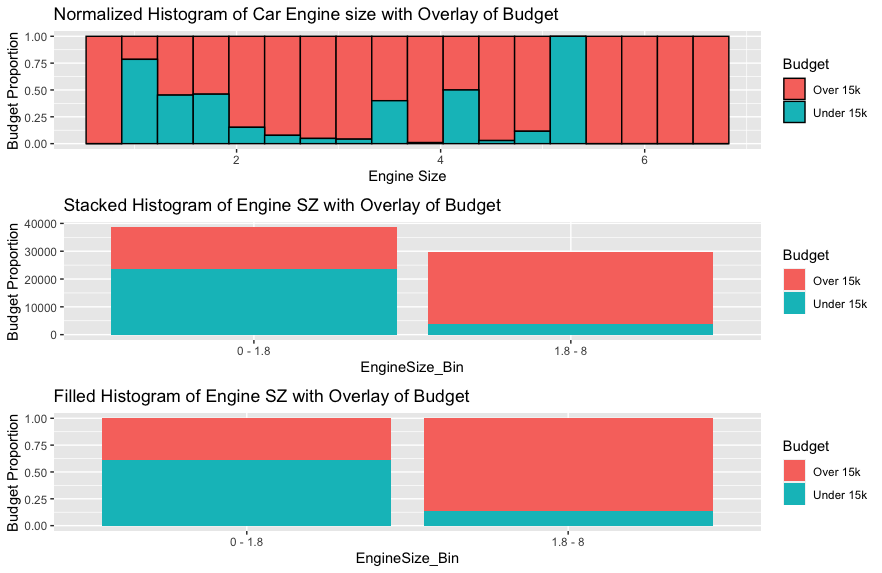 Normalized Histogram of Car Engine size with Overlay of Budget
Budget Proportion
1.00
0.75
0.50
0.25
0.00
2
4
6
Engine Size
Budget
Over 15k
Under 15k
Stacked Histogram of Engine SZ with Overlay of Budget
Budget Proportion
40000
30000
20000
10000
0
0 - 1.8
1.8 - 8
EngineSize_Bin
Budget
Over 15k
Under 15k
Filled Histogram of Engine SZ with Overlay of Budget
Budget Proportion
1.00
0.75
0.50
0.25
0.00
0 - 1.8
1.8 - 8
EngineSize_Bin
Budget
Over 15k
Under 15k